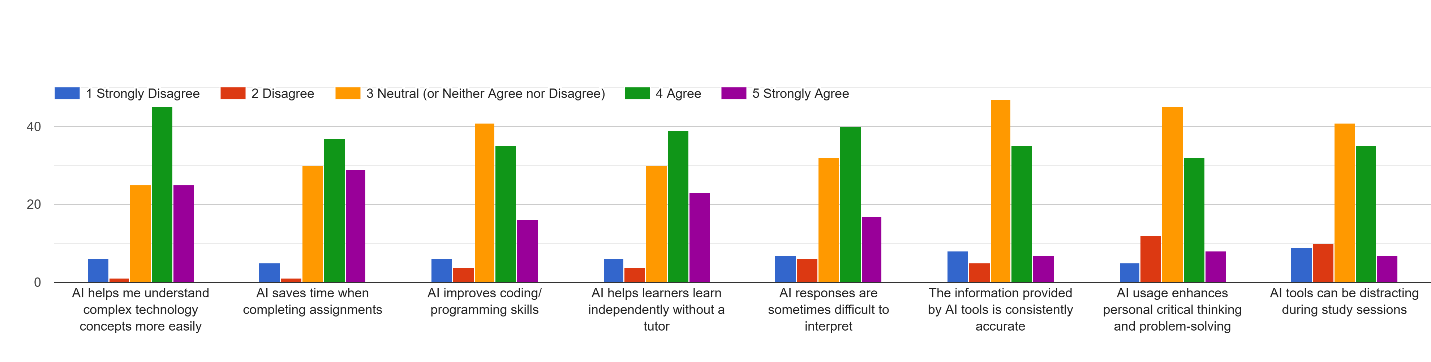 1 Strongly Disagree 2 Disagree 3 Neutral (or Neither Agree nor Disagree) 4 Agree 5 Strongly Agree
40
20
0
AI helps me understand
complex technology
concepts more easily
AI saves time when
completing assignments
AI improves coding/
programming skills
AI helps learners learn
independently without a
tutor
AI responses are
sometimes difficult to
interpret
The information provided
by AI tools is consistently
accurate
AI usage enhances
personal critical thinking
and problem-solving
AI tools can be distracting
during study sessions